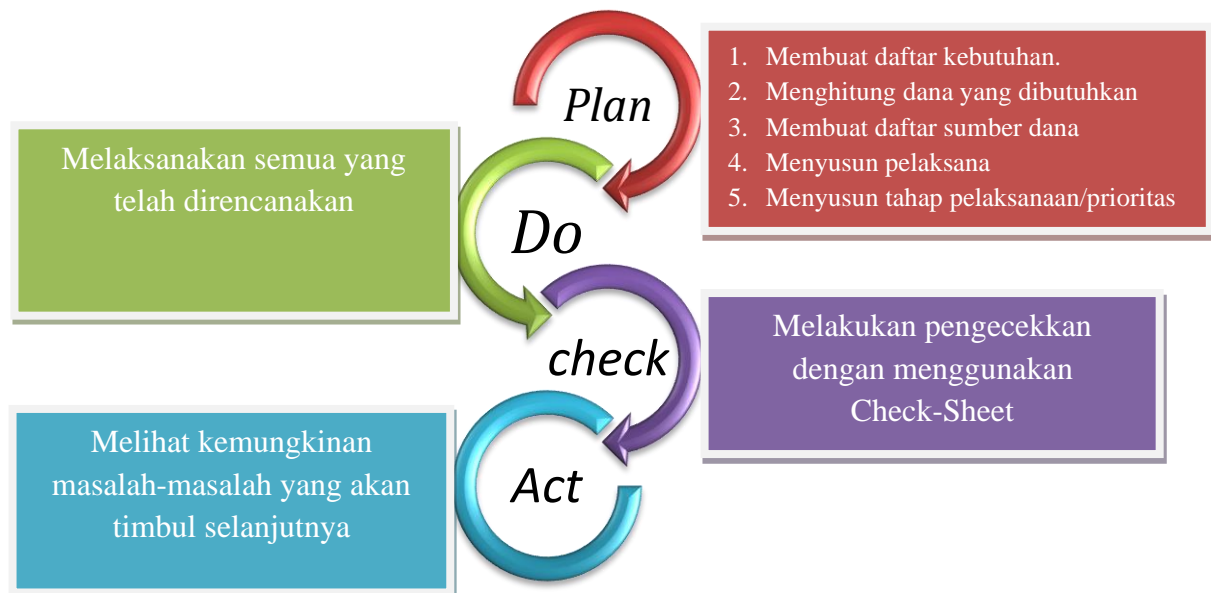 Plan
1. Membuat daftar kebutuhan.
2. Menghitung dana yang dibutuhkan
3. Membuat daftar sumber dana
4. Menyusun pelaksana
5. Menyusun tahap pelaksanaan/prioritas
Melaksanakan semua yang
telah direncanakan
Do
check
Melakukan pengecekkan
dengan menggunakan
Check-Sheet
Melihat kemungkinan
masalah-masalah yang akan
timbul selanjutnya
Act